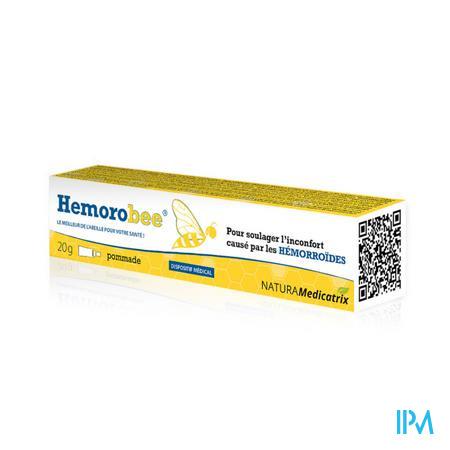 Hemorobee®
LE MEILLEUR DE L'ABEILLE POUR VOTRE SANTÉ !
20g pommade
DISPOSITIF MÉDICAL
Pour soulager l'inconfort
causé par les HÉMORROÏDES
NATURAMedicatrix
IPM